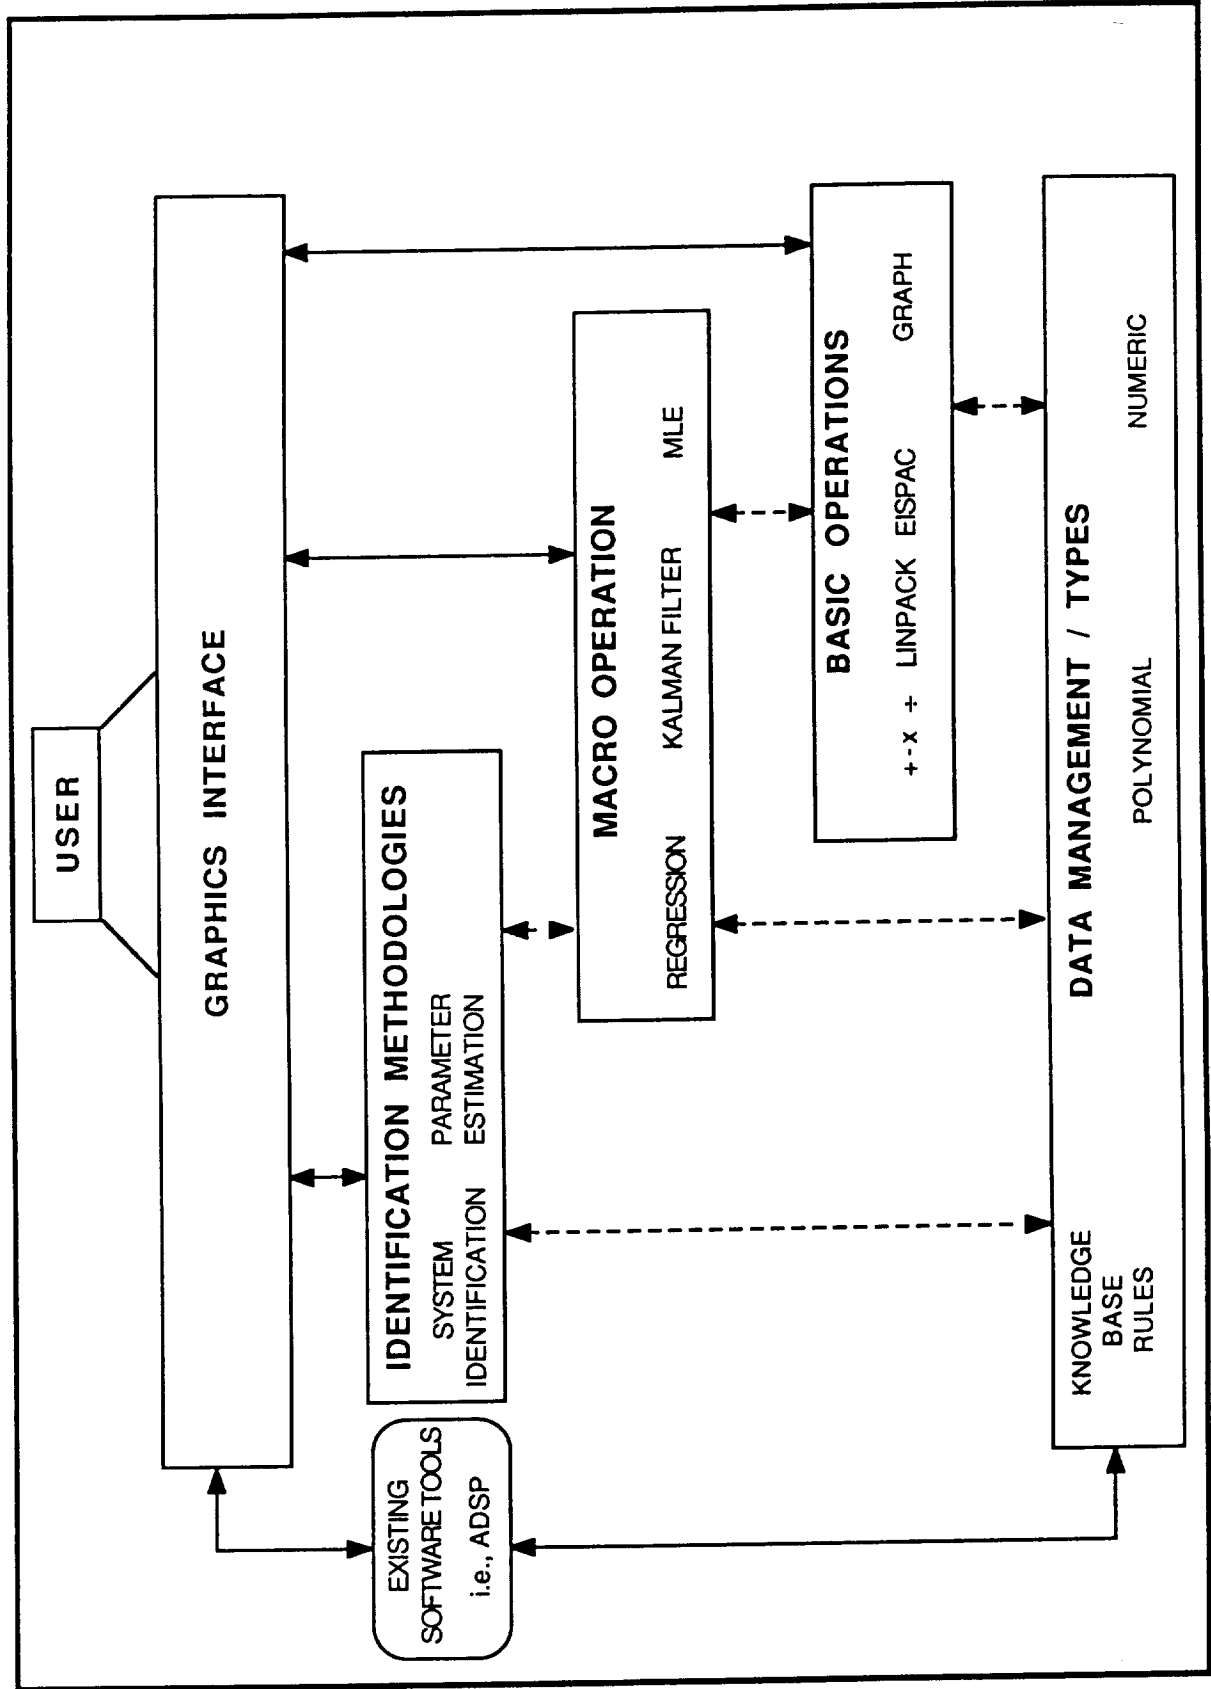 USER
GRAPHICS INTERFACE
EXISTING
SOFTWARE TOOLS
i.e., ADSP
IDENTIFICATION METHODOLOGIES
SYSTEM
IDENTIFICATION
PARAMETER
ESTIMATION
MACRO OPERATION
REGRESSION KALMAN FILTER MLE
BASIC OPERATIONS
+ - x ÷ LINPACK EISPAC GRAPH
DATA MANAGEMENT / TYPES
KNOWLEDGE
BASE
RULES
POLYNOMIAL
NUMERIC